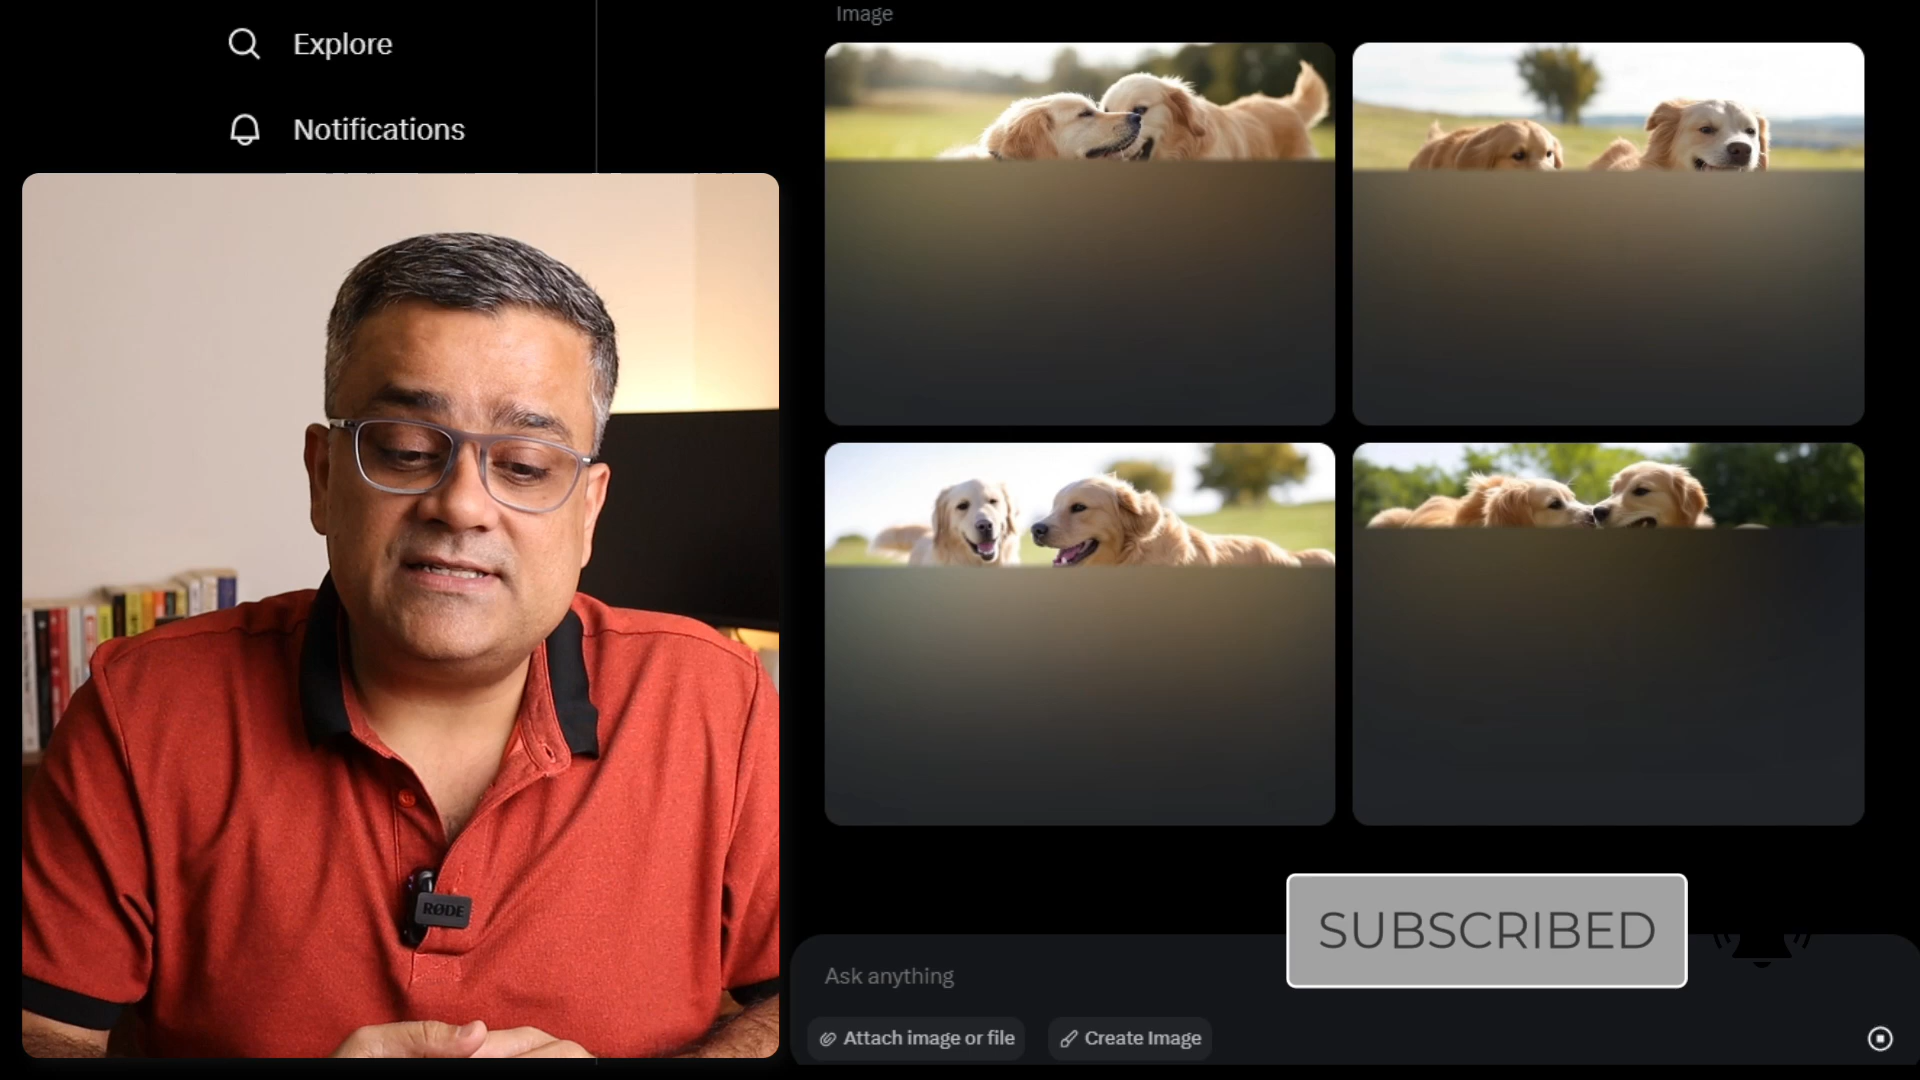 Explore
Notifications
Image
RØDE
SUBSCRIBED
Ask anything
Attach image or file
Create Image